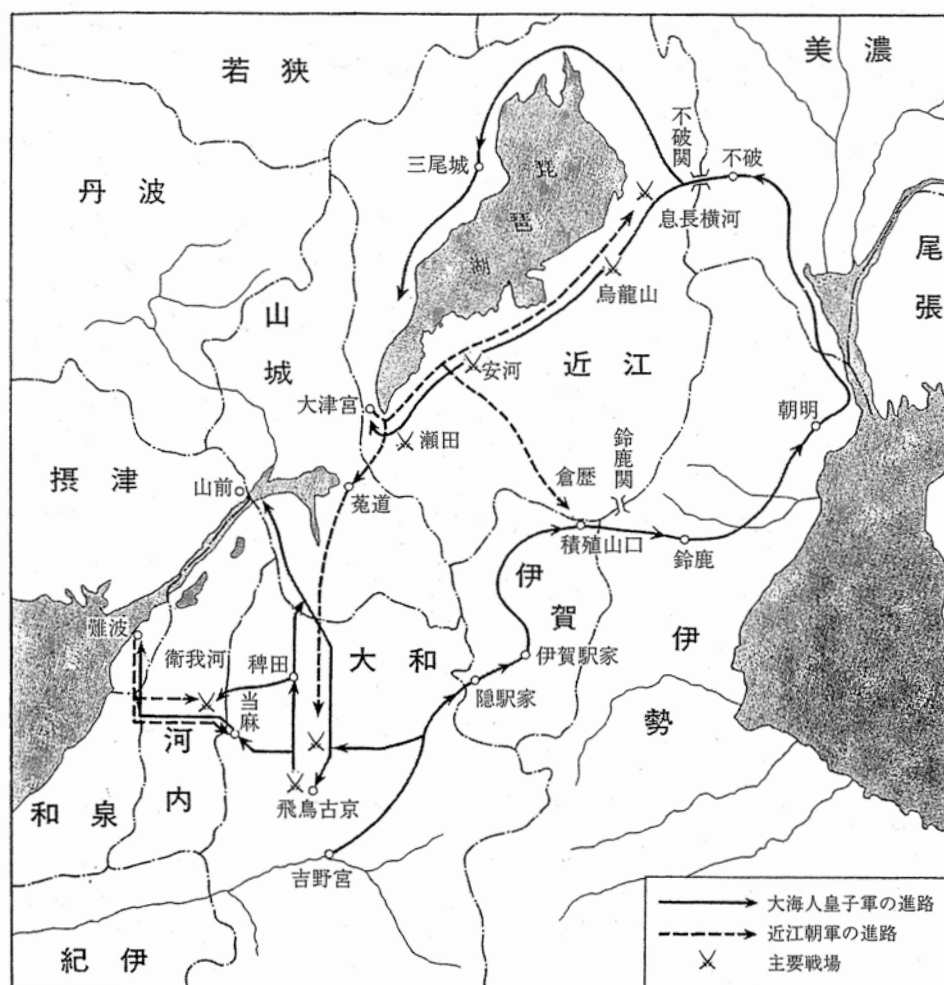 若狭
美濃
不破関
不破
三尾城
琵琶湖
息長横河
丹波
尾張
鳥龍山
山城
近江
安河
大津宮
朝明
瀬田
鈴鹿関
摂津
山前
菟道
倉歴
積殖山口
鈴鹿
伊賀
難波
衛我河
稗田
大和
伊賀駅家
伊勢
隠駅家
当麻
河内
和泉
飛鳥古京
吉野宮
紀伊
大海人皇子軍の進路
近江朝軍の進路
主要戦場